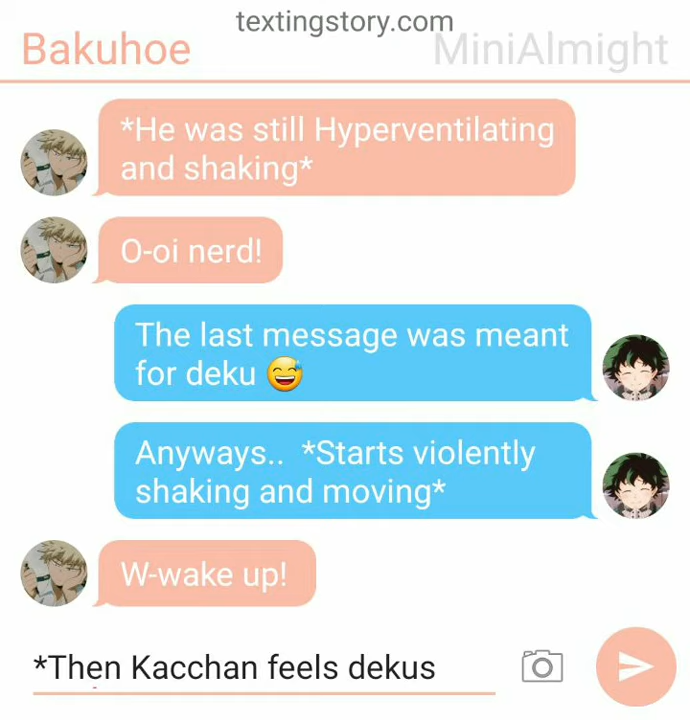 textingstory.com
Bakuhoe
MiniAlmight
*He was still Hyperventilating
and shaking*
O-oi nerd!
The last message was meant
for deku 😅
Anyways..  *Starts violently
shaking and moving*
W-wake up!
*Then Kacchan feels dekus